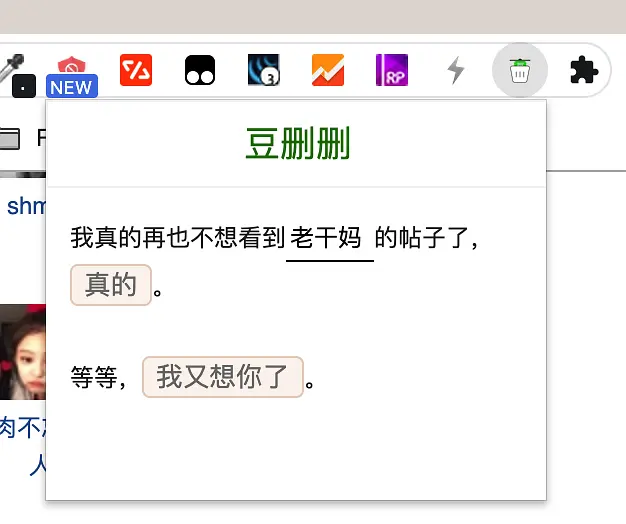 3
RP
NEW
F
豆删删
shm
我真的再也不想看到 老干妈 的帖子了，
真的 。
等等， 我又想你了 。
肉不
人